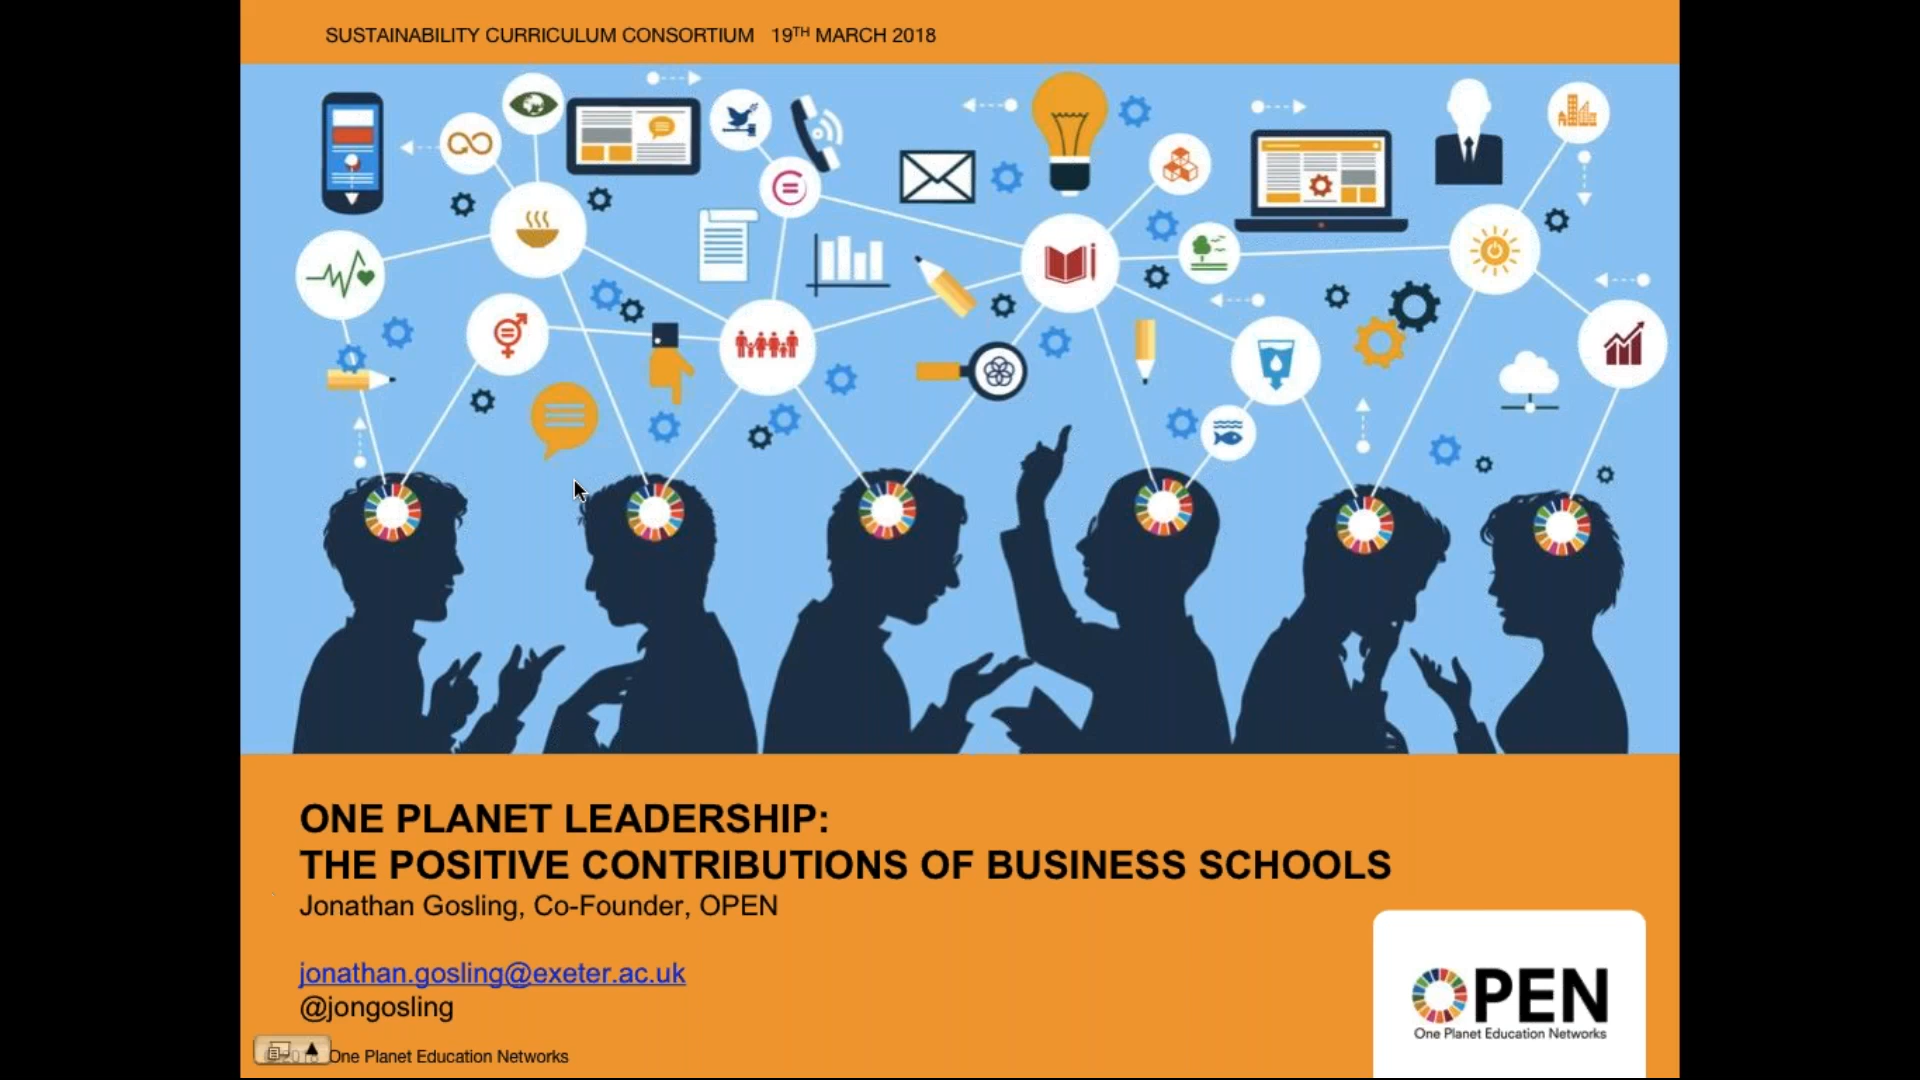 SUSTAINABILITY CURRICULUM CONSORTIUM 19TH MARCH 2018
ONE PLANET LEADERSHIP:
THE POSITIVE CONTRIBUTIONS OF BUSINESS SCHOOLS
Jonathan Gosling, Co-Founder, OPEN
jonathan.gosling@exeter.ac.uk
@jongosling
One Planet Education Networks
OPEN
One Planet Education Networks